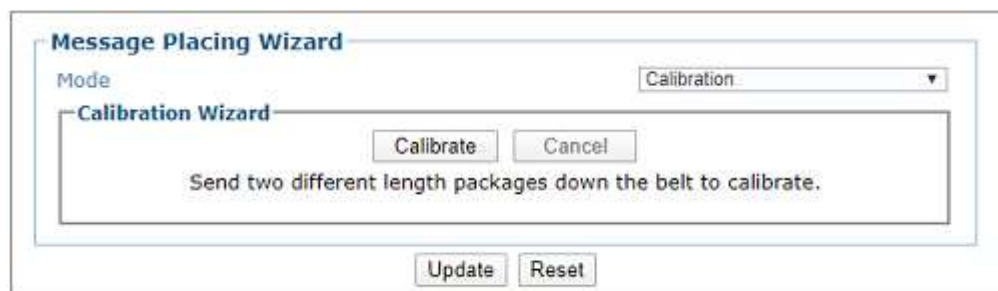 Message Placing Wizard
Mode Calibration
Calibration Wizard
Calibrate Cancel
Send two different length packages down the belt to calibrate.
Update Reset